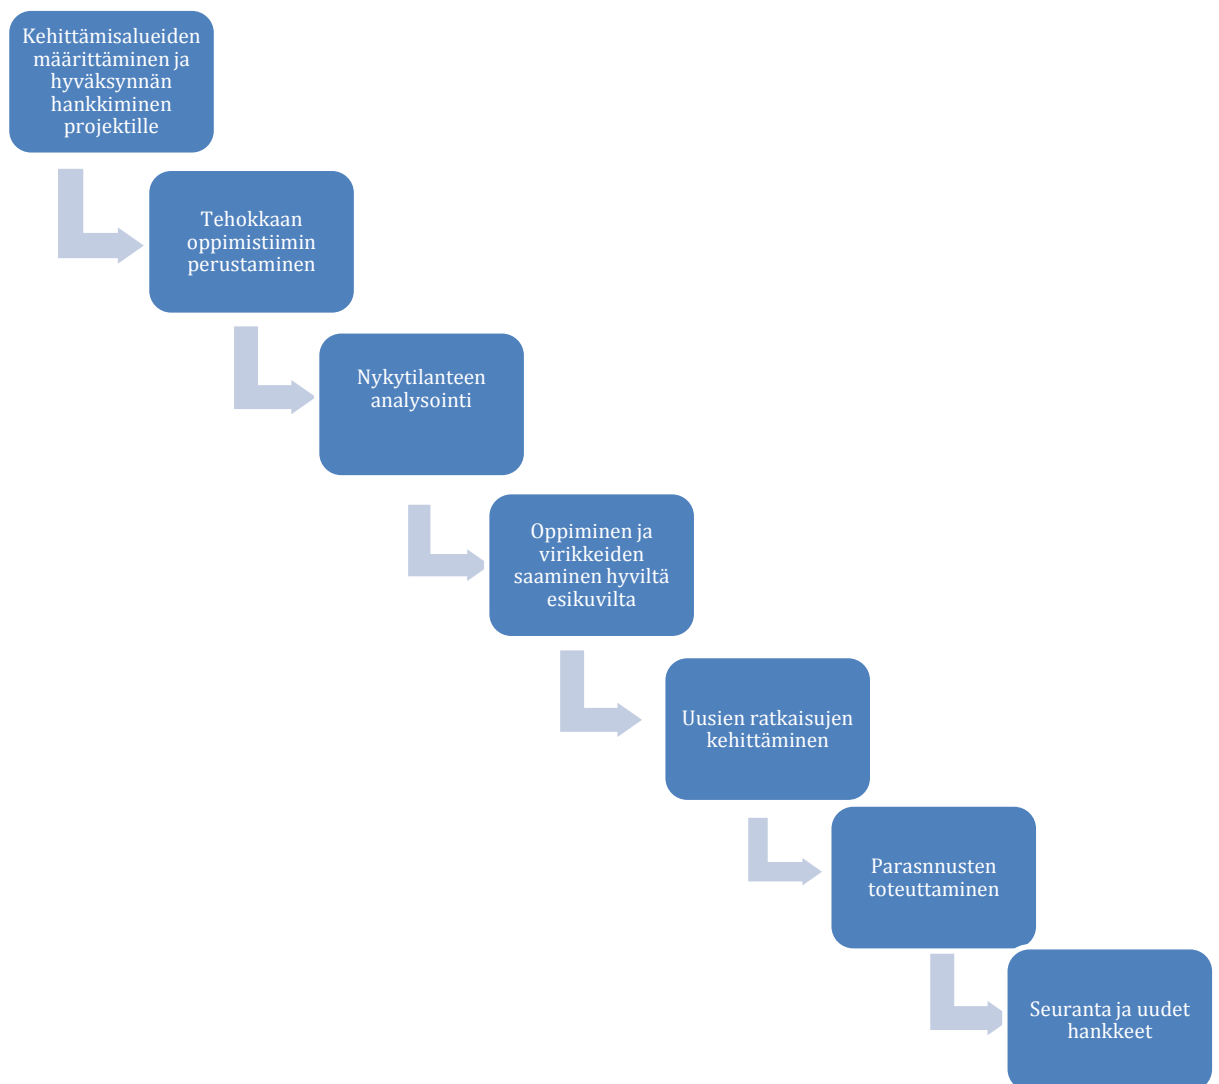 Kehittämisalueiden
määrittäminen ja
hyväksynnän
hankkiminen
projektille
Tehokkaan
oppimistiimin
perustaminen
Nykytilanteen
analysointi
Oppiminen ja
virikkeiden
saaminen hyviltä
esikuvilta
Uusien ratkaisujen
kehittäminen
Parasnnusten
toteuttaminen
Seuranta ja uudet
hankkeet